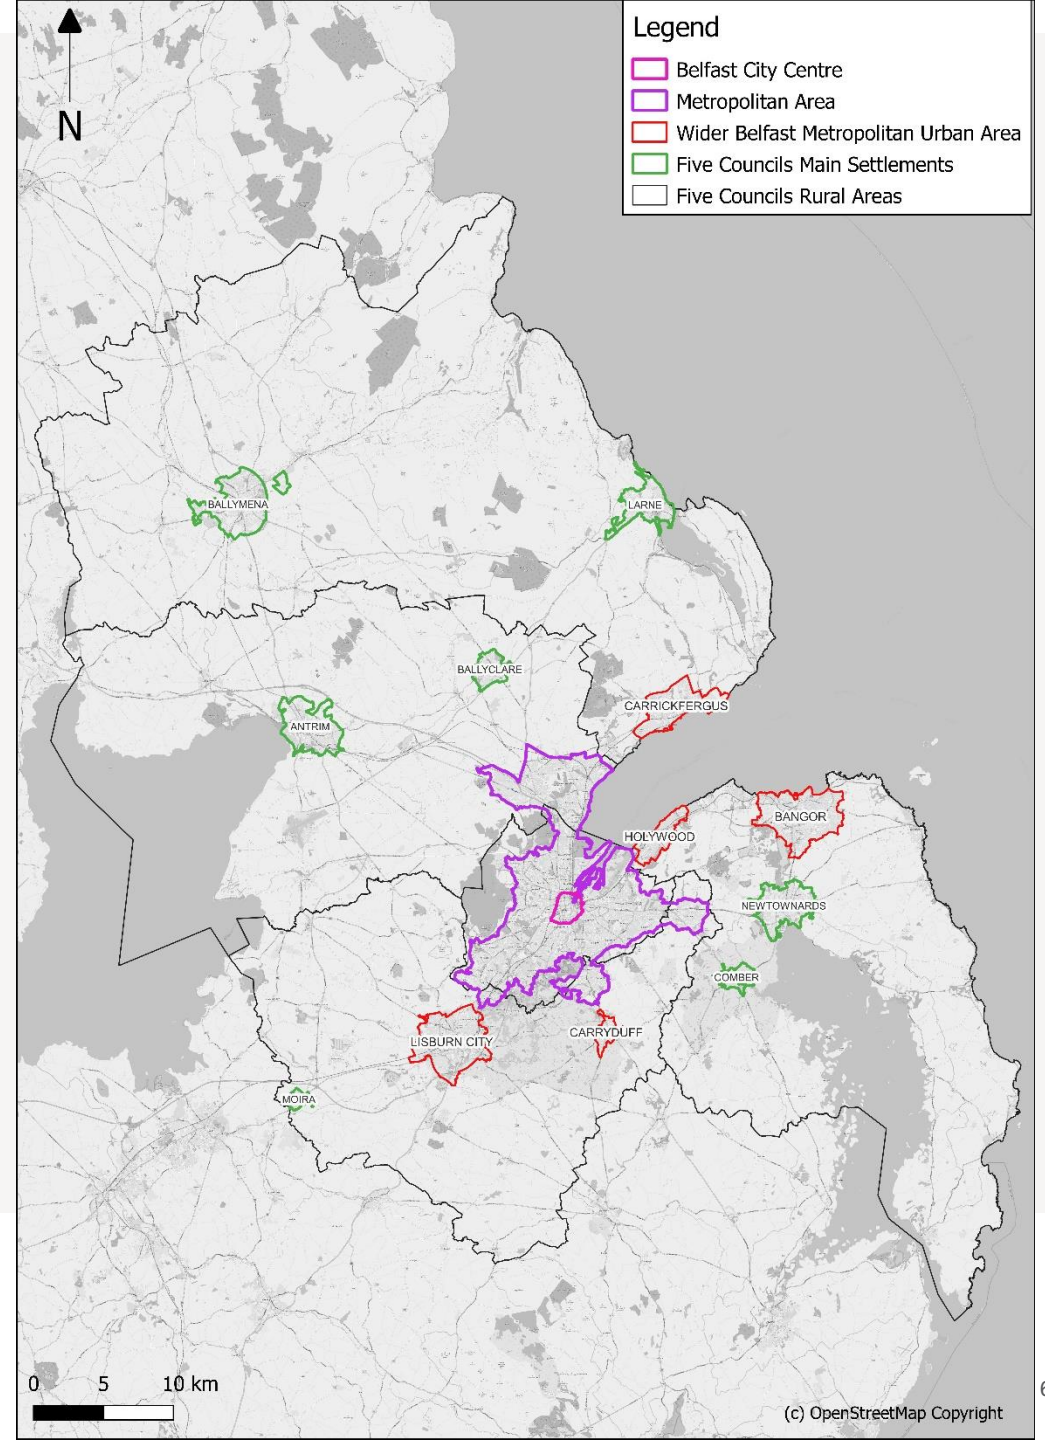 Legend
Belfast City Centre
Metropolitan Area
Wider Belfast Metropolitan Urban Area
Five Councils Main Settlements
Five Councils Rural Areas
N
BALLYMENA
LARNE
BALLYCLARE
CARRICKFERGUS
ANTRIM
BANGOR
HOLYWOOD
NEWTOWNARDS
COMBER
CARRYDUFF
LISBURN CITY
MOIRA
0 5 10 km
(c) OpenStreetMap Copyright